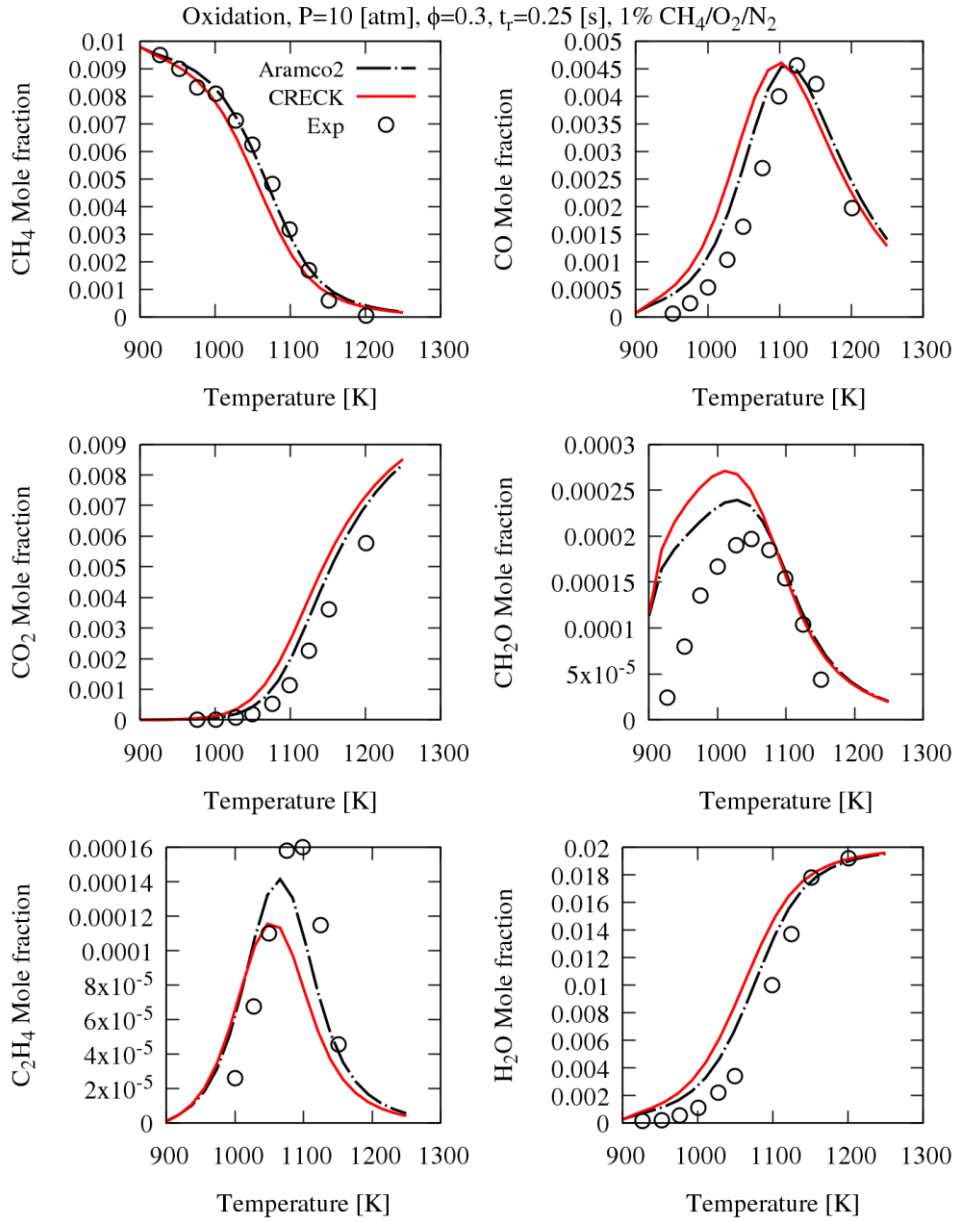 Oxidation, P=10 [atm], ϕ=0.3, tᵣ=0.25 [s], 1% CH₄/O₂/N₂
CH₄ Mole fraction
0.01
0.009
0.008
0.007
0.006
0.005
0.004
0.003
0.002
0.001
0
900 1000 1100 1200 1300
Temperature [K]
Aramco2
CRECK
Exp
CO Mole fraction
0.005
0.0045
0.004
0.0035
0.003
0.0025
0.002
0.0015
0.001
0.0005
0
900 1000 1100 1200 1300
Temperature [K]
CO₂ Mole fraction
0.009
0.008
0.007
0.006
0.005
0.004
0.003
0.002
0.001
0
900 1000 1100 1200 1300
Temperature [K]
CH₂O Mole fraction
0.0003
0.00025
0.0002
0.00015
0.0001
5x10⁻⁵
0
900 1000 1100 1200 1300
Temperature [K]
C₂H₄ Mole fraction
0.00016
0.00014
0.00012
0.0001
8x10⁻⁵
6x10⁻⁵
4x10⁻⁵
2x10⁻⁵
0
900 1000 1100 1200 1300
Temperature [K]
H₂O Mole fraction
0.02
0.018
0.016
0.014
0.012
0.01
0.008
0.006
0.004
0.002
0
900 1000 1100 1200 1300
Temperature [K]